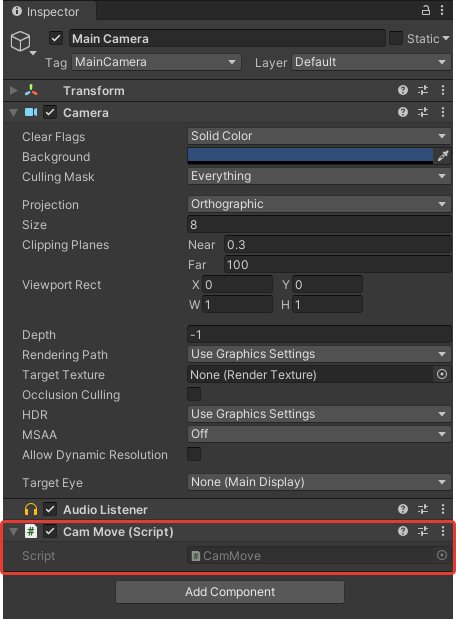 Inspector
Main Camera
Static
Tag MainCamera Layer Default
Transform
Camera
Clear Flags Solid Color
Background
Culling Mask Everything
Projection Orthographic
Size 8
Clipping Planes Near 0.3
Far 100
Viewport Rect X 0 Y 0
W 1 H 1
Depth -1
Rendering Path Use Graphics Settings
Target Texture None (Render Texture)
Occlusion Culling
HDR Use Graphics Settings
MSAA Off
Allow Dynamic Resolution
Target Eye None (Main Display)
Audio Listener
# Cam Move (Script)
Script # CamMove
Add Component